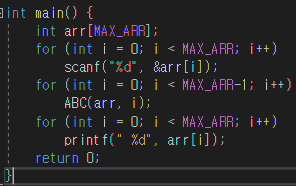 int main() {
int arr[MAX_ARR];
for (int i = 0; i < MAX_ARR; i++)
scanf("%d", &arr[i]);
for (int i = 0; i < MAX_ARR-1; i++)
ABC(arr, i);
for (int i = 0; i < MAX_ARR; i++)
printf(" %d", arr[i]);
return 0;
}